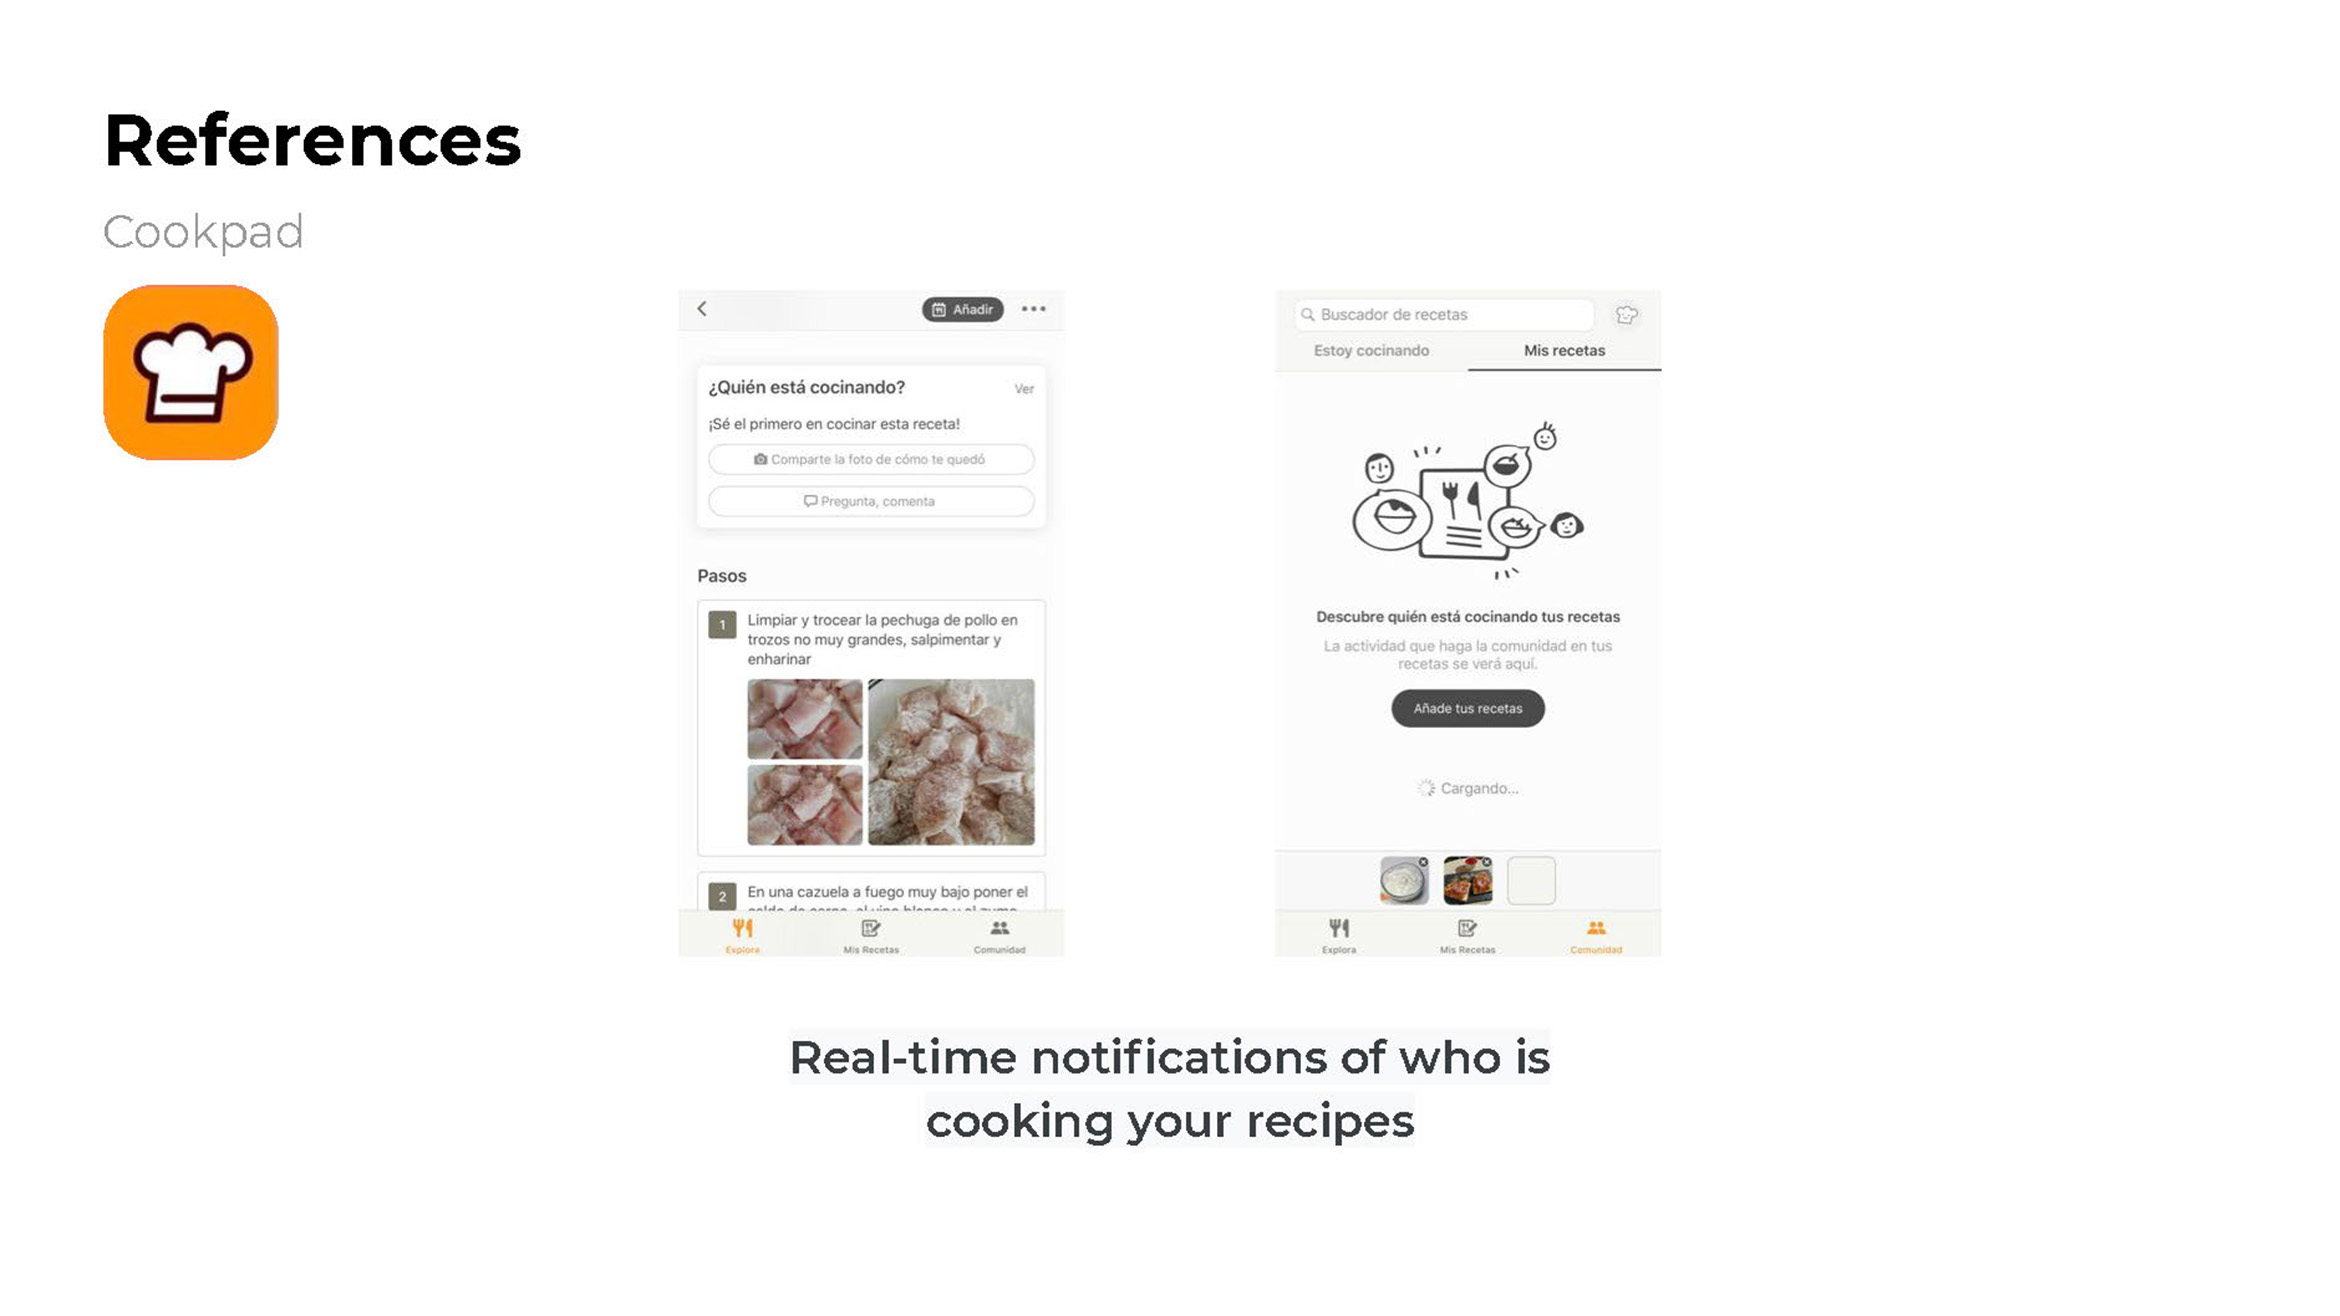 References
Cookpad
Añadir
¿Quién está cocinando?
Ver
¡Sé el primero en cocinar esta receta!
Comparte la foto de cómo te quedó
Pregunta, comenta
Pasos
1
Limpiar y trocear la pechuga de pollo en
trozos no muy grandes, salpimentar y
enharinar
2
En una cazuela a fuego muy bajo poner el
Explora
Mis Recetas
Comunidad
Buscador de recetas
Estoy cocinando
Mis recetas
Descubre quién está cocinando tus recetas
La actividad que haga la comunidad en tus
recetas se verá aquí.
Añade tus recetas
Cargando...
Explora
Mis Recetas
Comunidad
Real-time notifications of who is
cooking your recipes